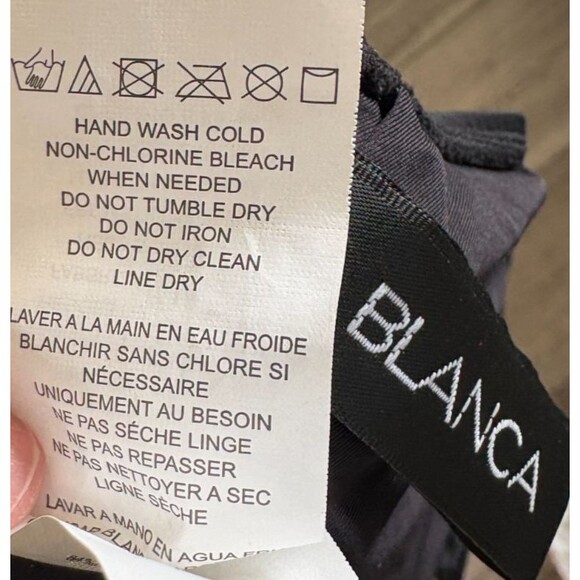 HAND WASH COLD
NON-CHLORINE BLEACH
WHEN NEEDED
DO NOT TUMBLE DRY
DO NOT IRON
DO NOT DRY CLEAN
LINE DRY
LAVER A LA MAIN EN EAU FROIDE
BLANCHIR SANS CHLORE SI
NÉCESSAIRE
UNIQUEMENT AU BESOIN
NE PAS SÉCHE LINGE
NE PAS REPASSER
NE PAS NETTOYER A SEC
LIGNE SÈCHE
LAVAR A MANO EN AGUA
BLANCA